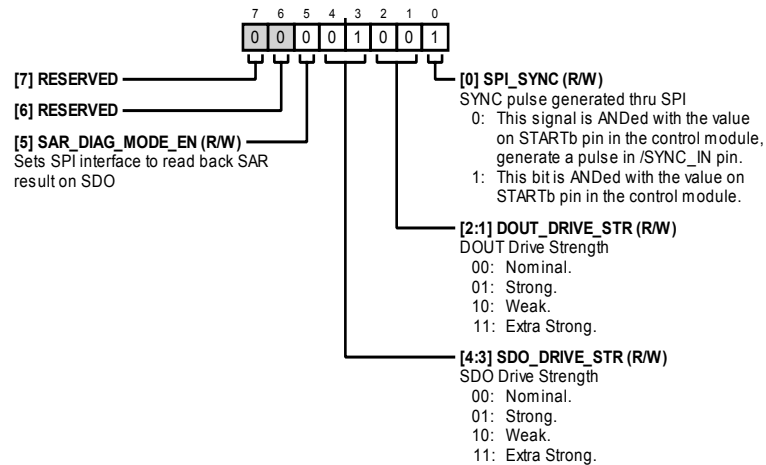 7 6 5 4 3 2 1 0
0 0 0 0 1 0 0 1
[7] RESERVED
[6] RESERVED
[5] SAR_DIAG_MODE_EN (R/W)
Sets SPI interface to read back SAR
result on SDO
[0] SPI_SYNC (R/W)
SYNC pulse generated thru SPI
0: This signal is ANDed with the value
on STARTb pin in the control module,
generate a pulse in /SYNC_IN pin.
1: This bit is ANDed with the value on
STARTb pin in the control module.
[2:1] DOUT_DRIVE_STR (R/W)
DOUT Drive Strength
00: Nominal.
01: Strong.
10: Weak.
11: Extra Strong.
[4:3] SDO_DRIVE_STR (R/W)
SDO Drive Strength
00: Nominal.
01: Strong.
10: Weak.
11: Extra Strong.